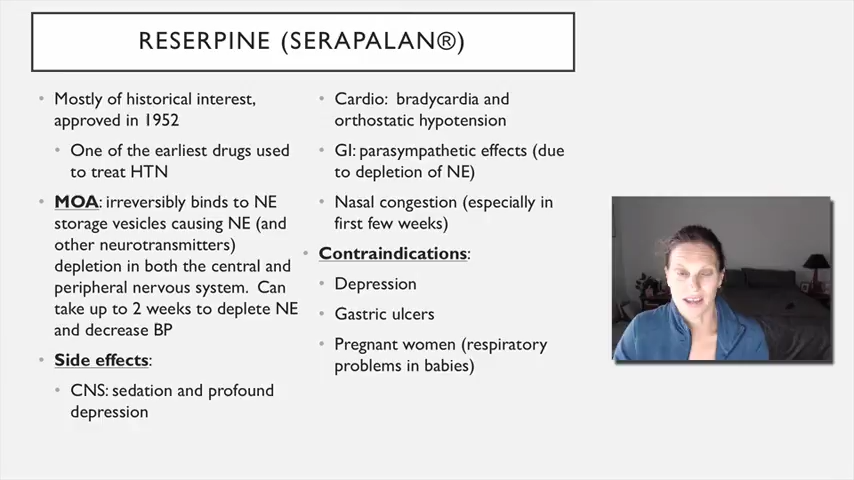 RESERPINE (SERAPALAN®)
Mostly of historical interest,
approved in 1952
One of the earliest drugs used
to treat HTN
MOA: irreversibly binds to NE
storage vesicles causing NE (and
other neurotransmitters)
depletion in both the central and
peripheral nervous system.  Can
take up to 2 weeks to deplete NE
and decrease BP
Side effects:
CNS: sedation and profound
depression
Cardio:  bradycardia and
orthostatic hypotension
GI: parasympathetic effects (due
to depletion of NE)
Nasal congestion (especially in
first few weeks)
Contraindications:
Depression
Gastric ulcers
Pregnant women (respiratory
problems in babies)